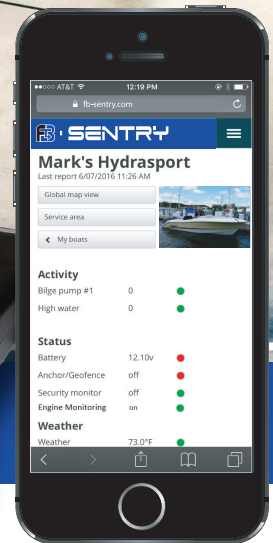 AT&T 12:19 PM
fb-sentry.com
FB SENTRY
Mark's Hydrasport
Last report 6/07/2016 11:26 AM
Global map view
Service area
My boats
Activity
Bilge pump #1 0
High water 0
Status
Battery 12.10v
Anchor/Geofence off
Security monitor off
Engine Monitoring on
Weather
Weather 73.0°F